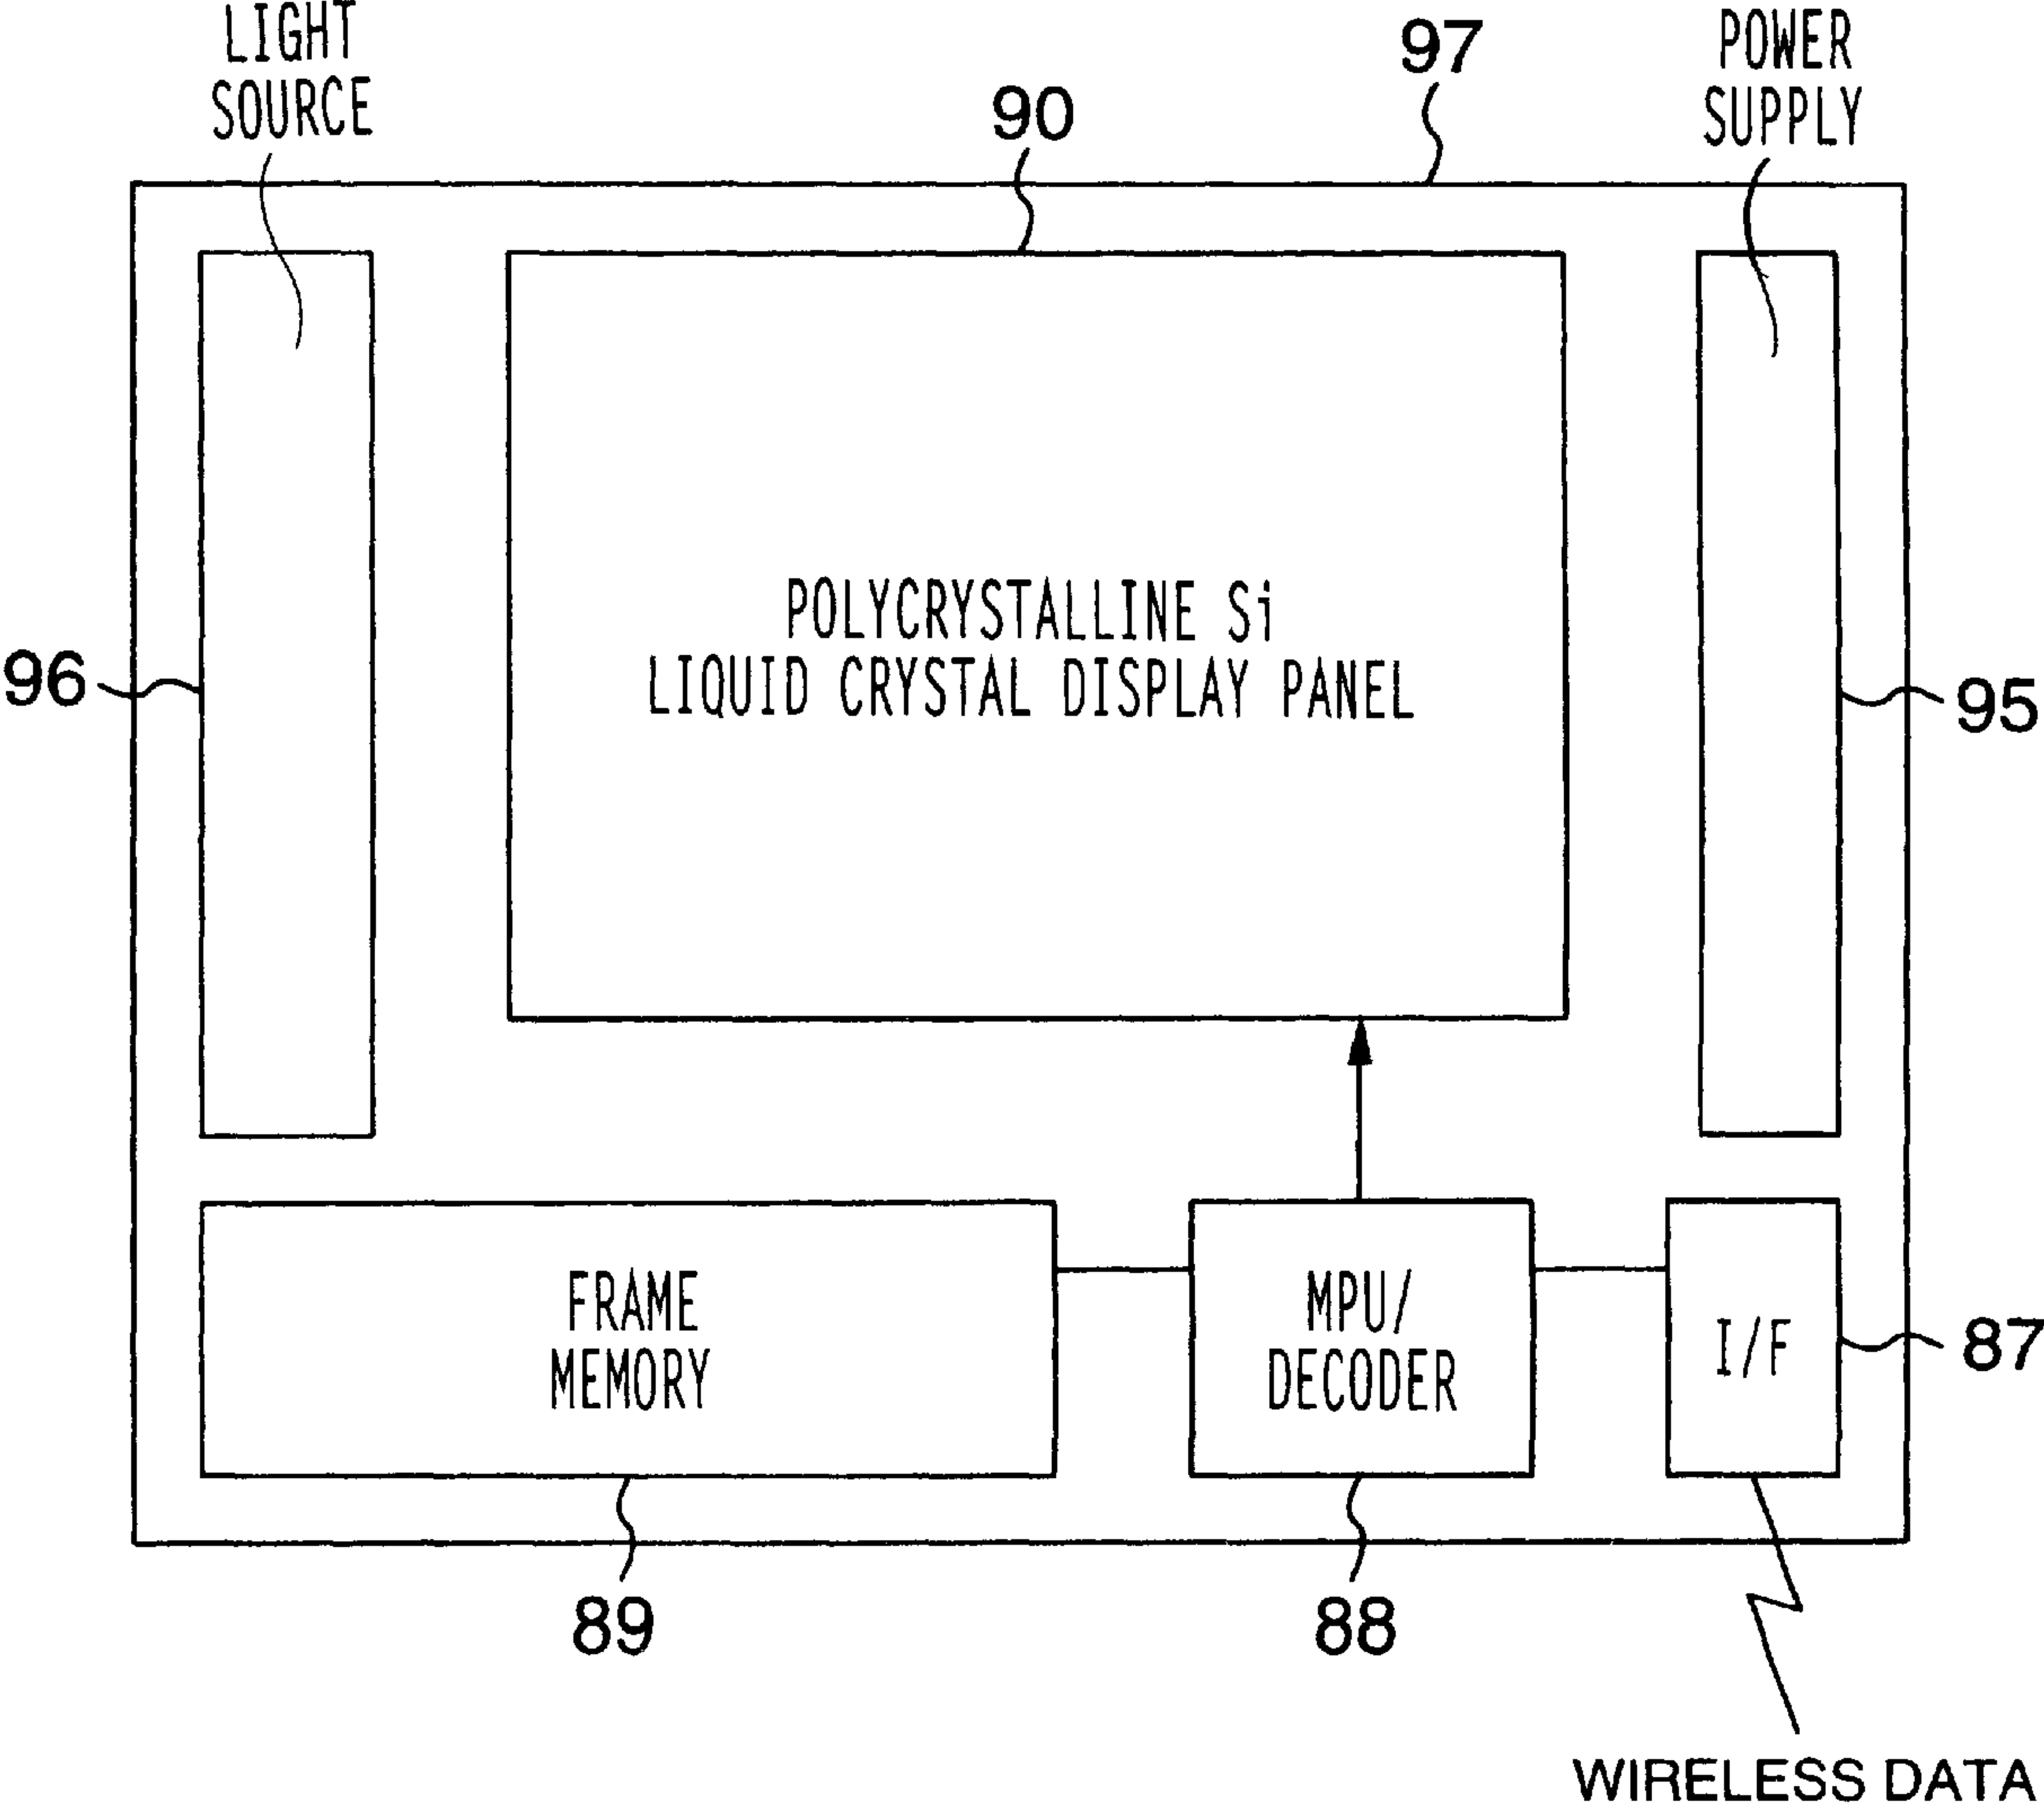 LIGHT
SOURCE
90
97
POWER
SUPPLY
POLYCRYSTALLINE Si
LIQUID CRYSTAL DISPLAY PANEL
96
95
FRAME
MEMORY
MPU/
DECODER
I/F
87
89
88
WIRELESS DATA